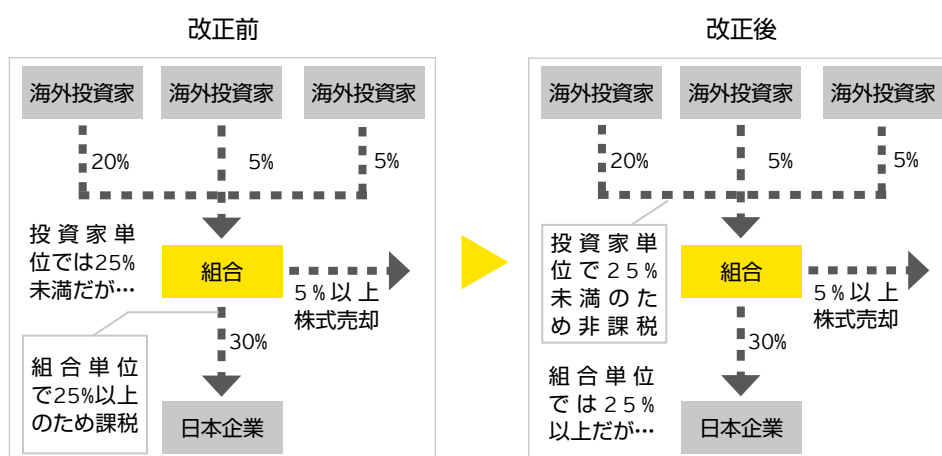 改正前
海外投資家
海外投資家
海外投資家
20%
5%
5%
投資家単
位では25%
未満だが…
組合
5%以上
株式売却
30%
組合単位
で25%以上
のため課税
日本企業
改正後
海外投資家
海外投資家
海外投資家
20%
5%
5%
投資家単
位で25%
未満のた
め非課税
組合
5%以上
株式売却
30%
組合単位
では25%
以上だが…
日本企業